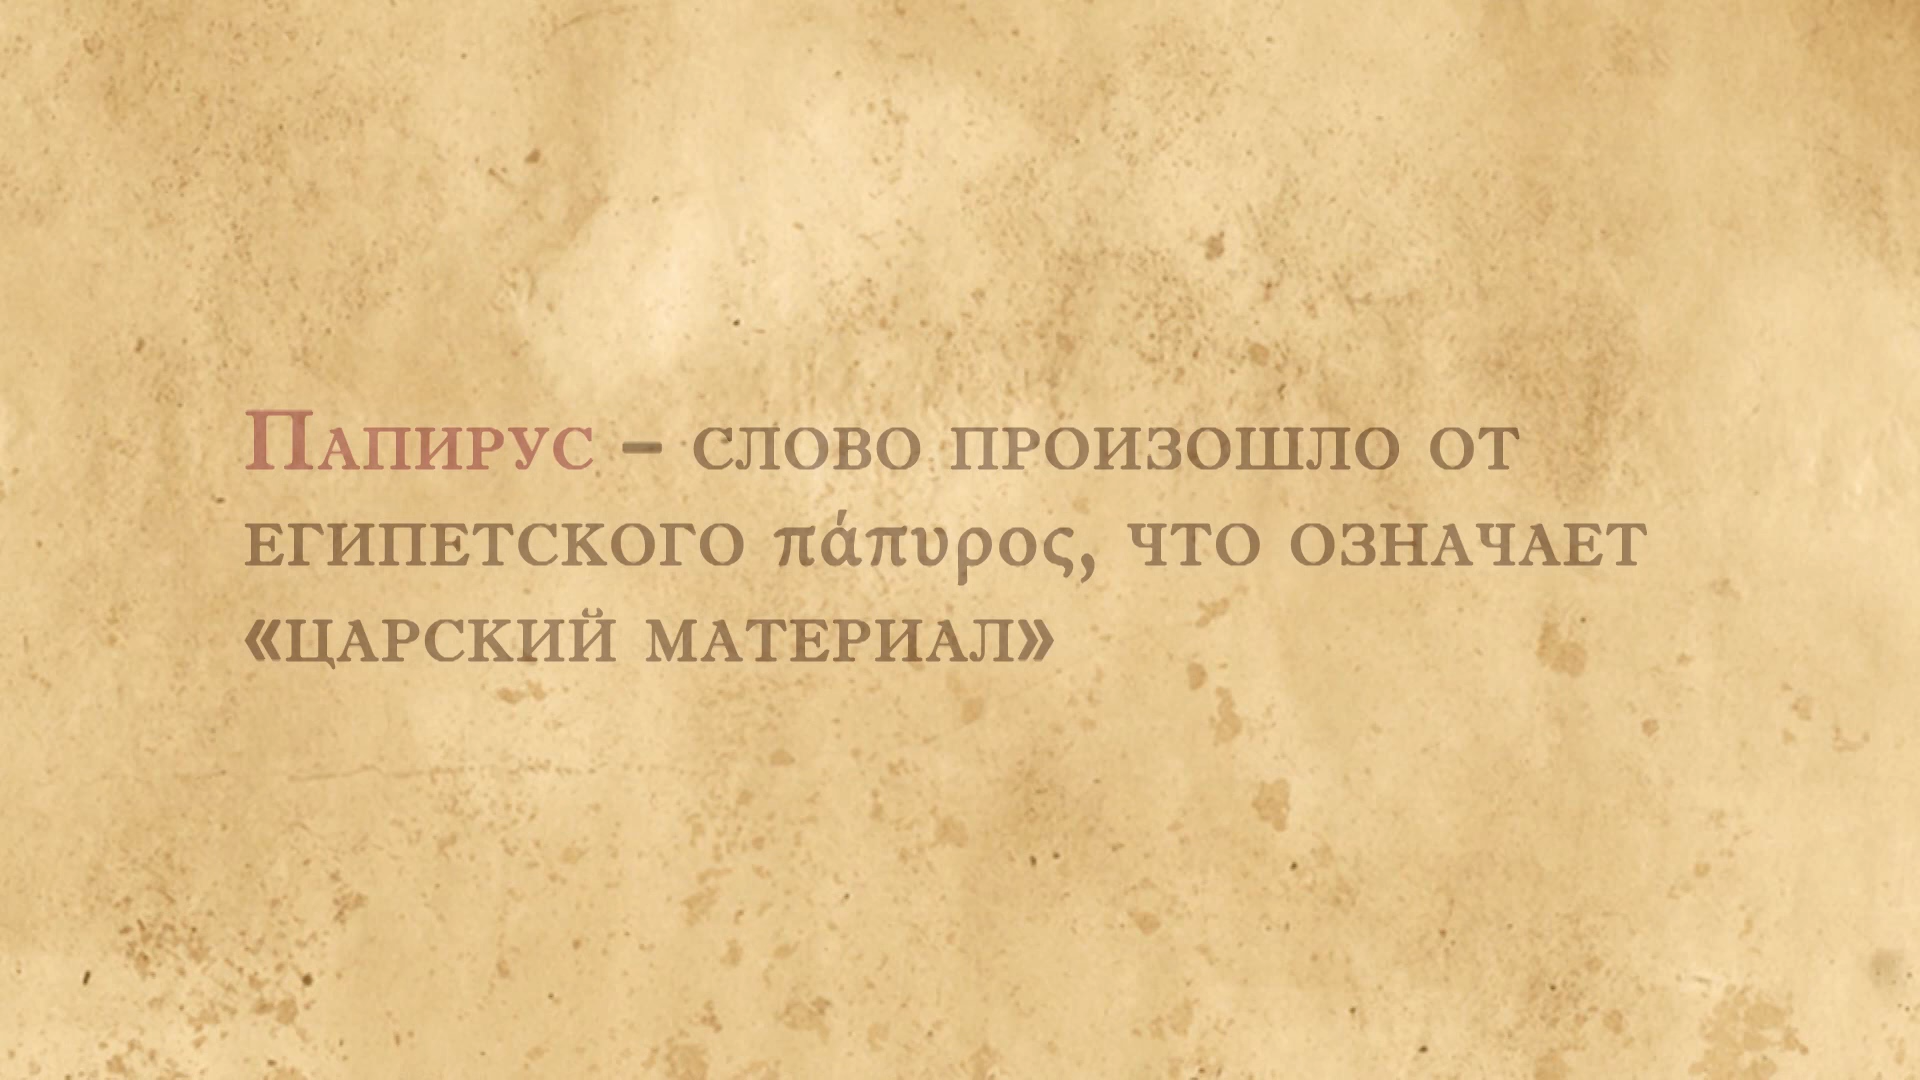 Папирус – слово произошло от
египетского πάπυρος, что означает
«царский материал»